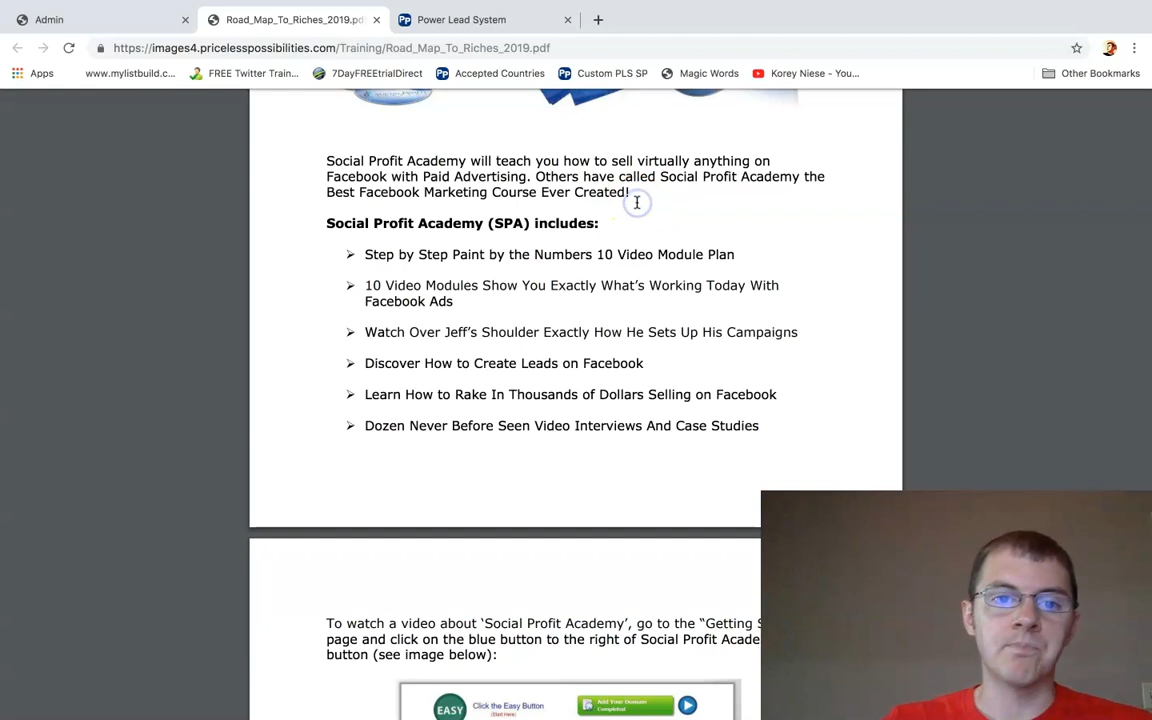 Admin
Road_Map_To_Riches_2019.pd
Power Lead System
https://images4.pricelesspossibilities.com/Training/Road_Map_To_Riches_2019.pdf
Apps
www.mylistbuild.c...
FREE Twitter Train...
7DayFREEtrialDirect
Accepted Countries
Custom PLS SP
Magic Words
Korey Niese - You...
Other Bookmarks
Social Profit Academy will teach you how to sell virtually anything on
Facebook with Paid Advertising. Others have called Social Profit Academy the
Best Facebook Marketing Course Ever Created!
Social Profit Academy (SPA) includes:
Step by Step Paint by the Numbers 10 Video Module Plan
10 Video Modules Show You Exactly What's Working Today With
Facebook Ads
Watch Over Jeff's Shoulder Exactly How He Sets Up His Campaigns
Discover How to Create Leads on Facebook
Learn How to Rake In Thousands of Dollars Selling on Facebook
Dozen Never Before Seen Video Interviews And Case Studies
To watch a video about ‘Social Profit Academy’, go to the “Getting S
page and click on the blue button to the right of Social Profit Acade
button (see image below):
EASY
Click the Easy Button
(Start Here)
Add Your Domain
Completed